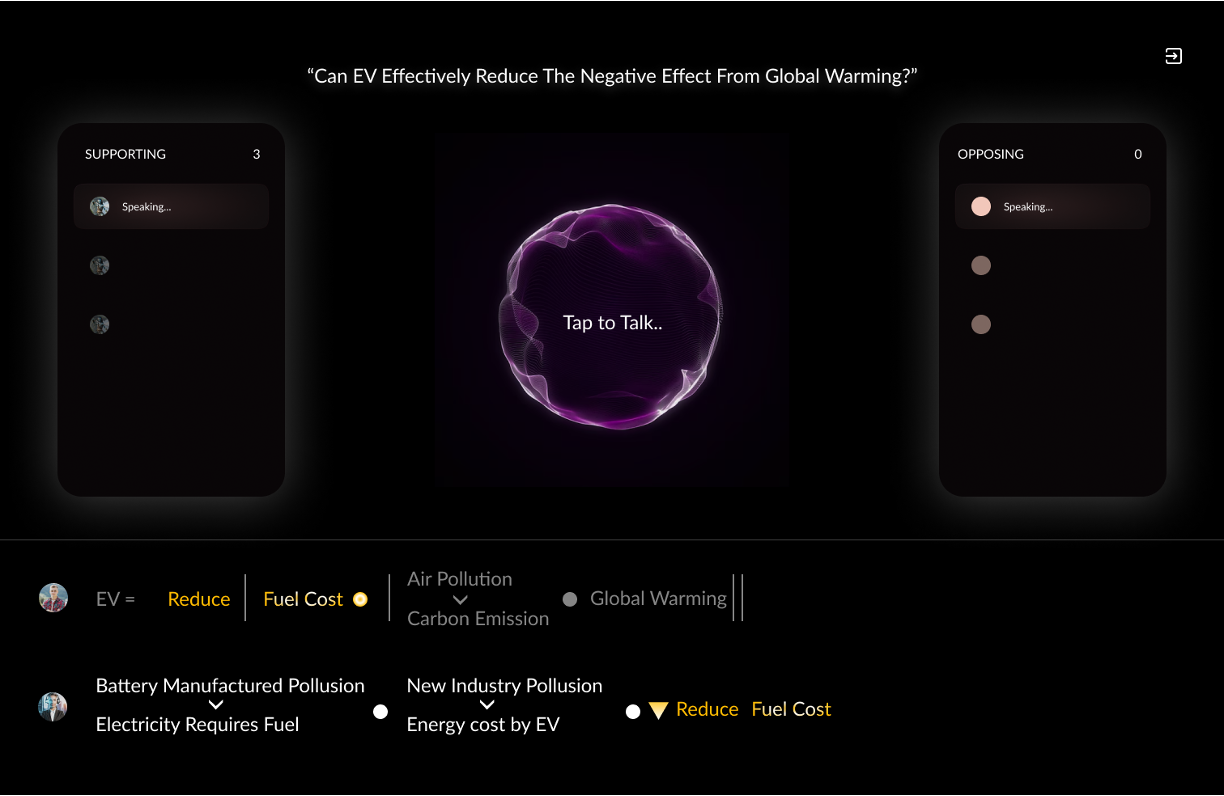 “Can EV Effectively Reduce The Negative Effect From Global Warming?”
SUPPORTING 3
Speaking...
Tap to Talk..
OPPOSING 0
Speaking...
EV = Reduce Fuel Cost
Air Pollution
Carbon Emission
Global Warming
Battery Manufactured Pollusion
Electricity Requires Fuel
New Industry Pollusion
Energy cost by EV
Reduce Fuel Cost